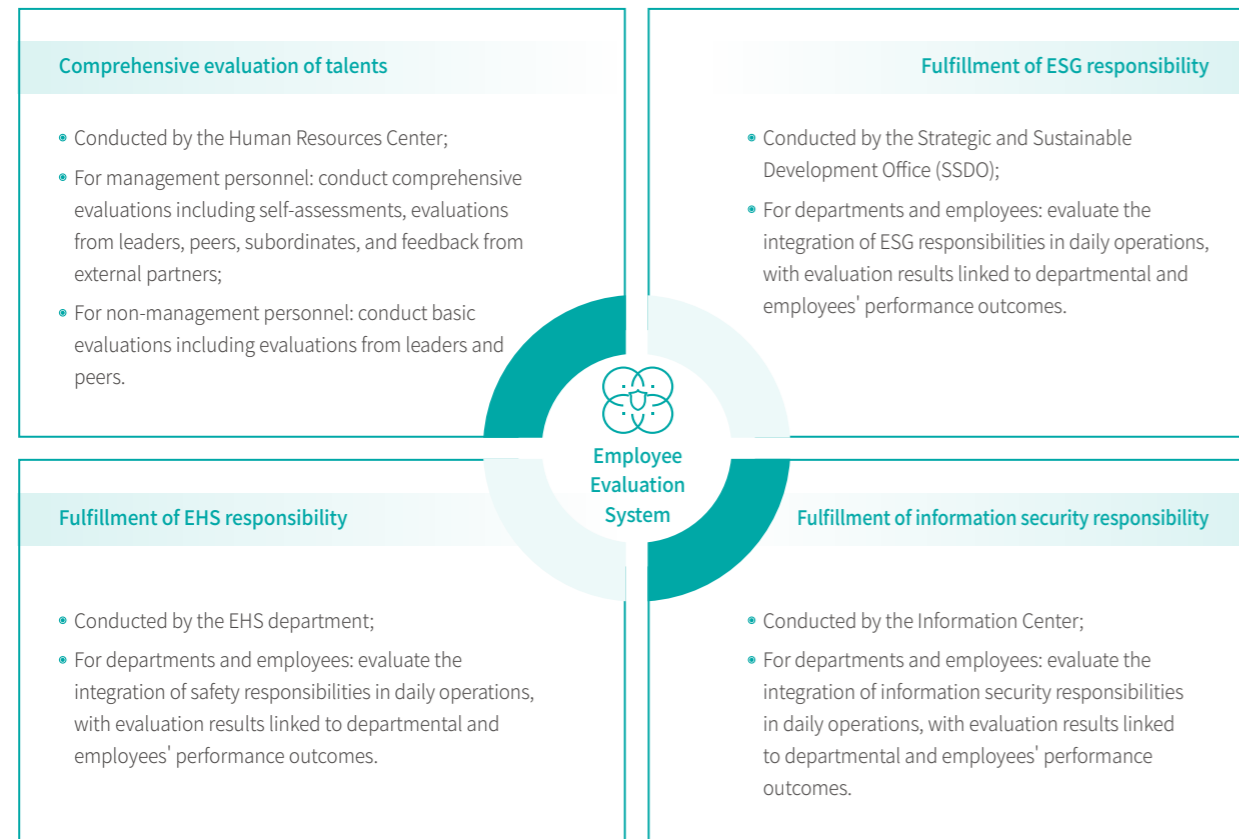 Comprehensive evaluation of talents
Conducted by the Human Resources Center;
For management personnel: conduct comprehensive
evaluations including self-assessments, evaluations
from leaders, peers, subordinates, and feedback from
external partners;
For non-management personnel: conduct basic
evaluations including evaluations from leaders and
peers.
Fulfillment of ESG responsibility
Conducted by the Strategic and Sustainable
Development Office (SSDO);
For departments and employees: evaluate the
integration of ESG responsibilities in daily operations,
with evaluation results linked to departmental and
employees' performance outcomes.
Employee
Evaluation
System
Fulfillment of EHS responsibility
Conducted by the EHS department;
For departments and employees: evaluate the
integration of safety responsibilities in daily operations,
with evaluation results linked to departmental and
employees' performance outcomes.
Fulfillment of information security responsibility
Conducted by the Information Center;
For departments and employees: evaluate the
integration of information security responsibilities
in daily operations, with evaluation results linked
to departmental and employees' performance
outcomes.